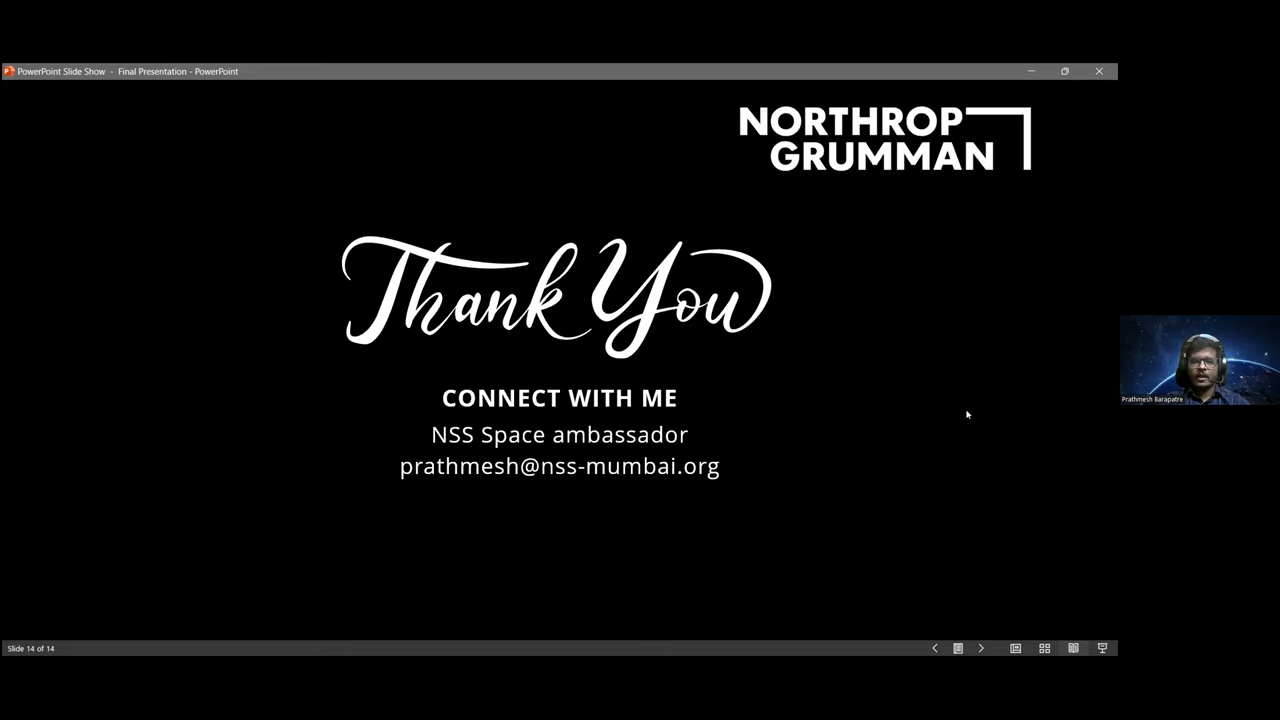 PowerPoint Slide Show - Final Presentation - PowerPoint
NORTHROP
GRUMMAN
Thank You
CONNECT WITH ME
NSS Space ambassador
prathmesh@nss-mumbai.org
Prathmesh Barapatre
Slide 14 of 14